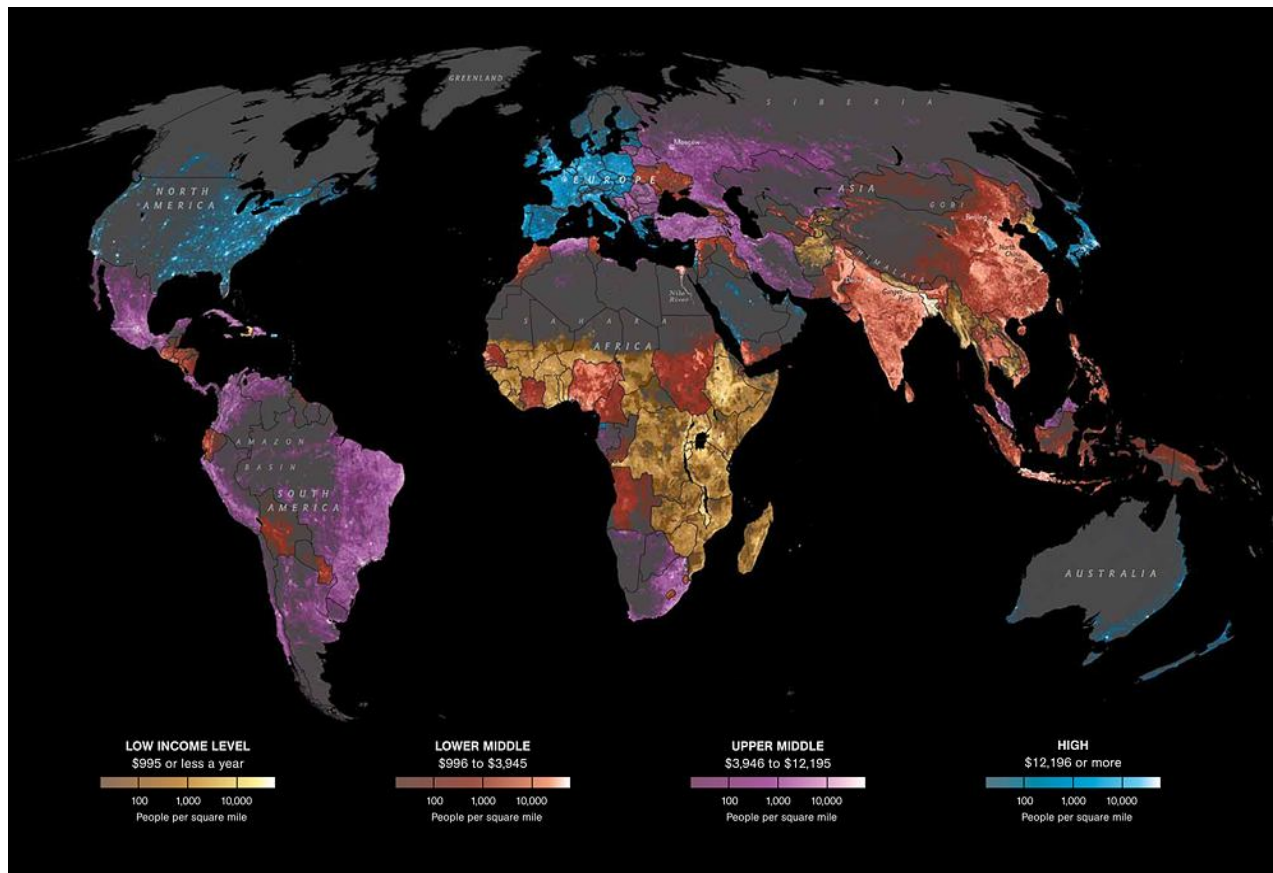 GREENLAND
S I B E R I A
Moscow
NORTH
AMERICA
EUROPE
ASIA
GOBI
Beijing
North
China
Plain
HIMALAYA
Ganges
Plain
Nile
River
SAHARA
AFRICA
AMAZON
BASIN
SOUTH
AMERICA
AUSTRALIA
LOW INCOME LEVEL
$995 or less a year
100 1,000 10,000
People per square mile
LOWER MIDDLE
$996 to $3,945
100 1,000 10,000
People per square mile
UPPER MIDDLE
$3,946 to $12,195
100 1,000 10,000
People per square mile
HIGH
$12,196 or more
100 1,000 10,000
People per square mile